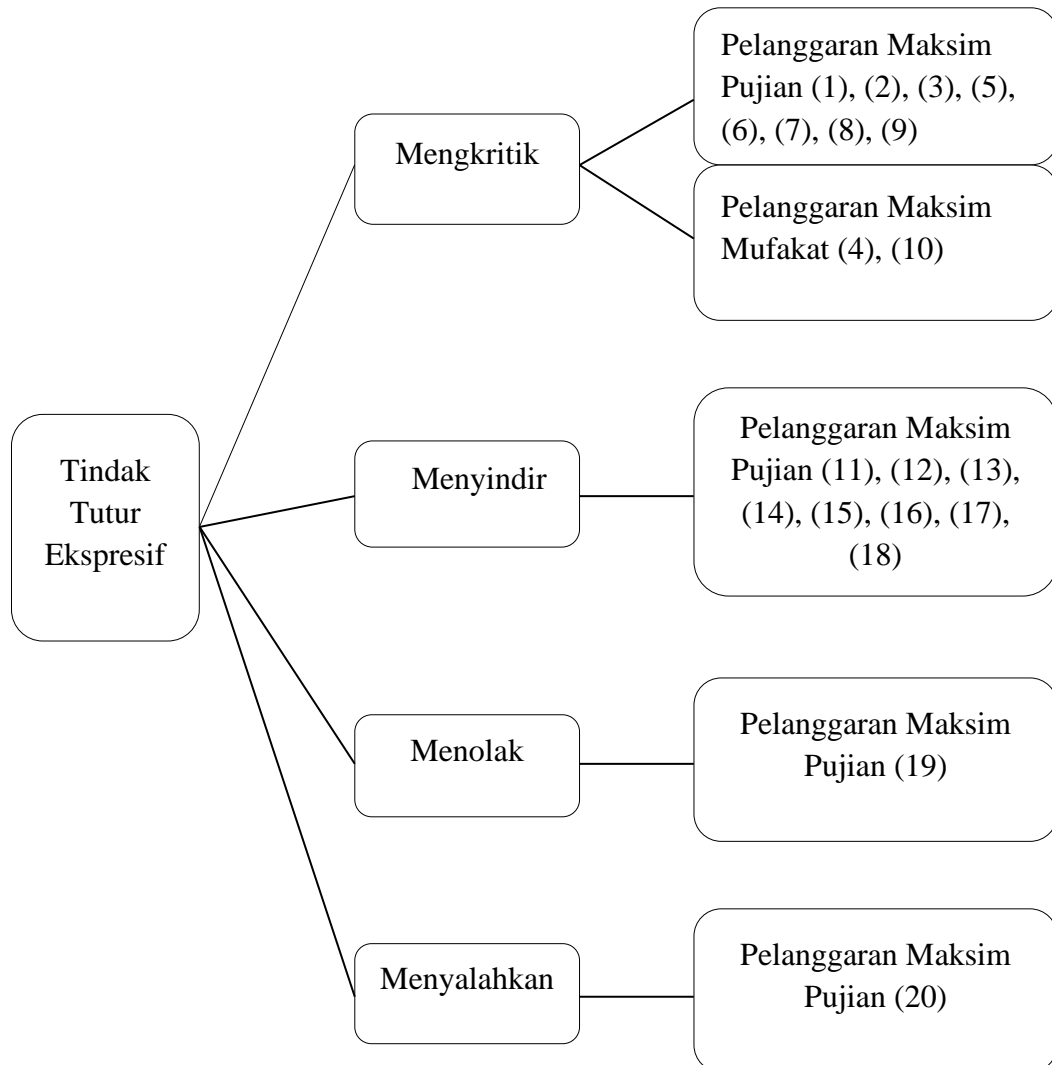 Tindak
Tutur
Ekspresif
Mengkritik
Pelanggaran Maksim
Pujian (1), (2), (3), (5),
(6), (7), (8), (9)
Pelanggaran Maksim
Mufakat (4), (10)
Menyindir
Pelanggaran Maksim
Pujian (11), (12), (13),
(14), (15), (16), (17),
(18)
Menolak
Pelanggaran Maksim
Pujian (19)
Menyalahkan
Pelanggaran Maksim
Pujian (20)